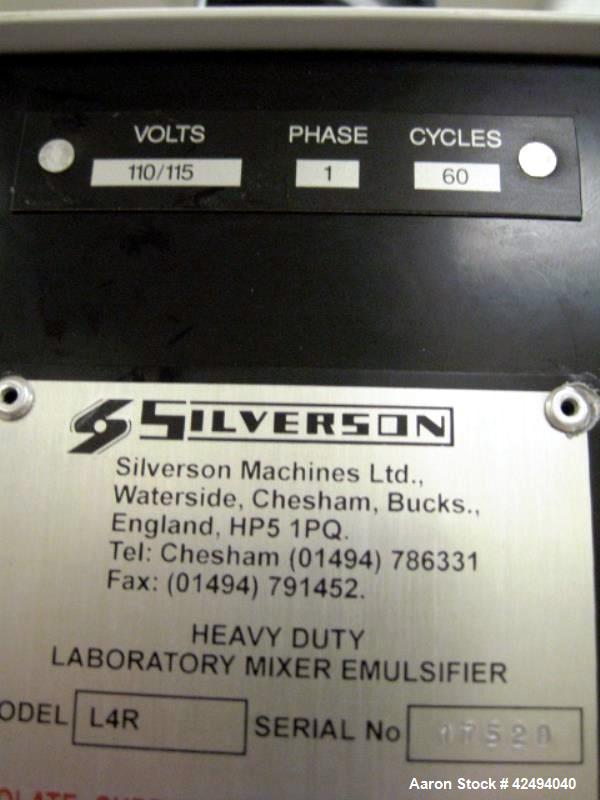 VOLTS PHASE CYCLES
110/115 1 60
SILVERSON
Silverson Machines Ltd.,
Waterside, Chesham, Bucks.,
England, HP5 1PQ.
Tel: Chesham (01494) 786331
Fax: (01494) 791452.
HEAVY DUTY
LABORATORY MIXER EMULSIFIER
ODEL L4R SERIAL No 17520
Aaron Stock # 42494040